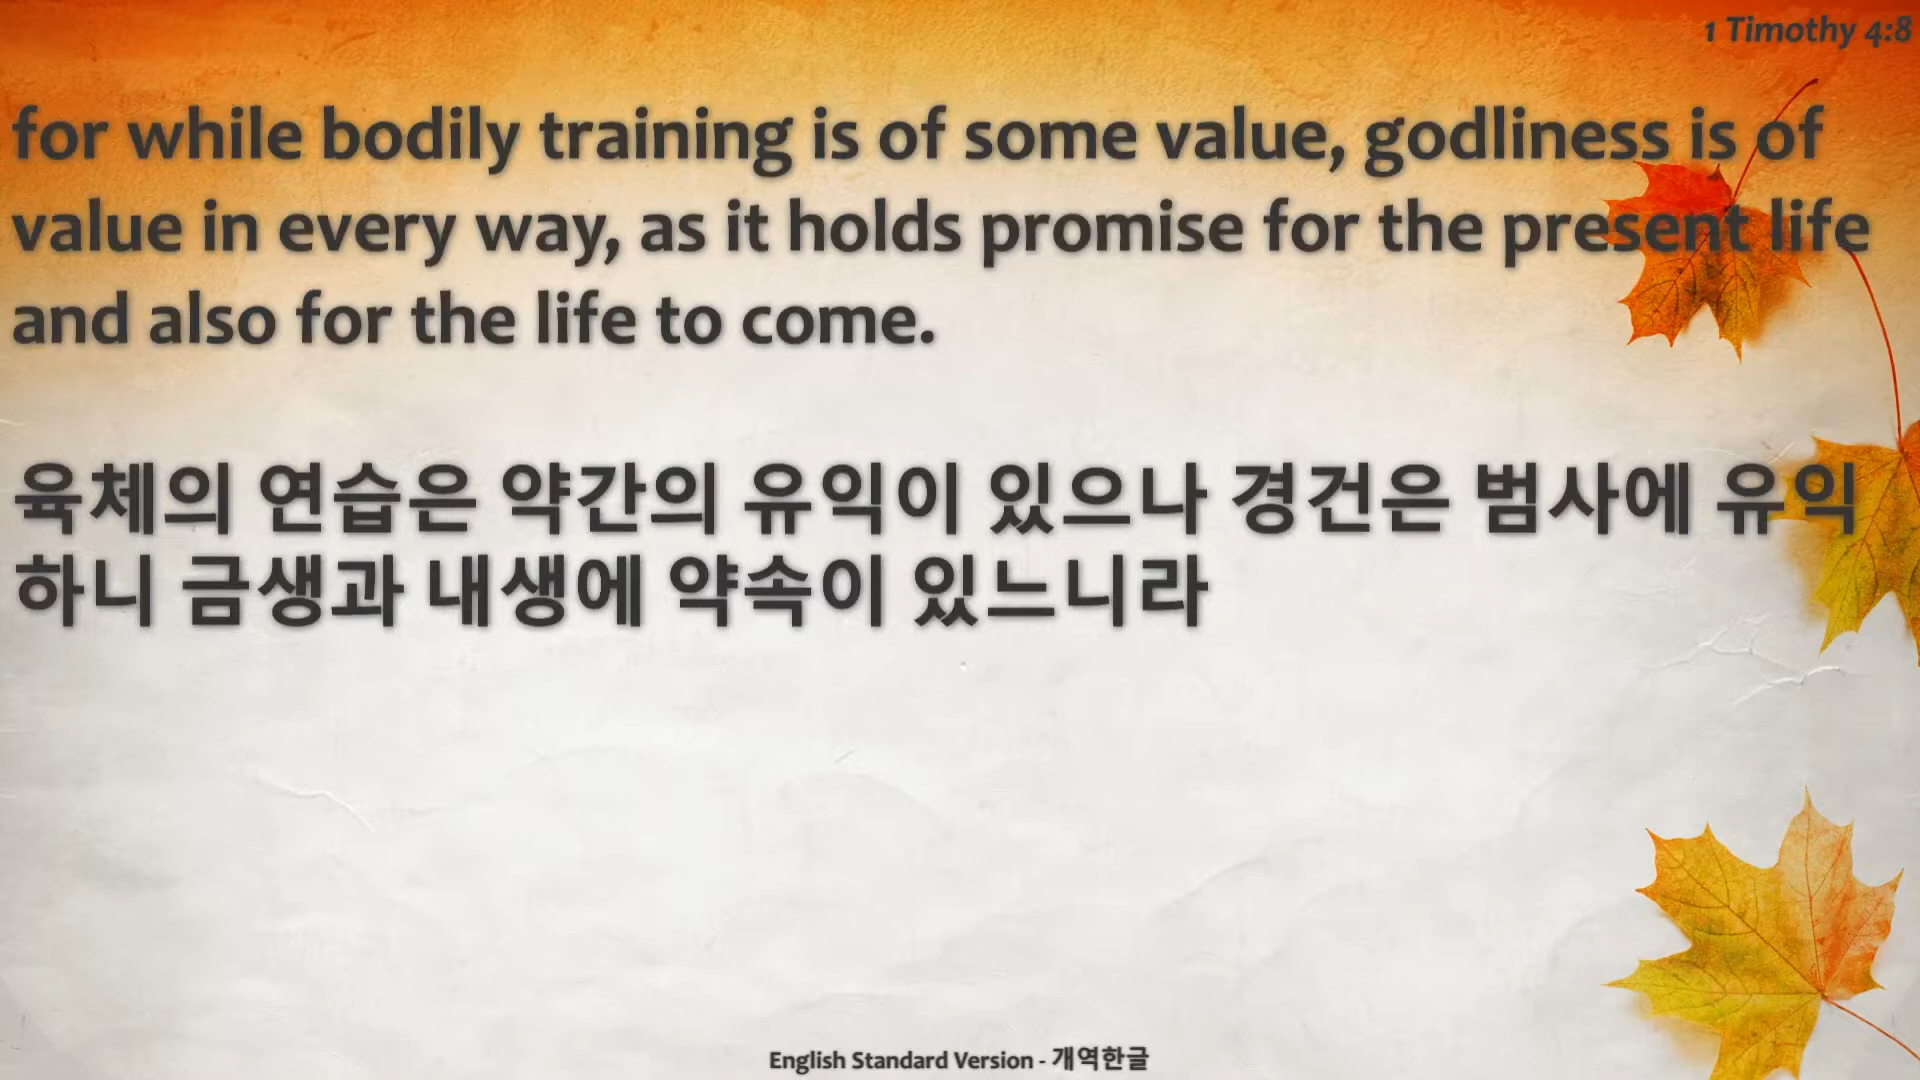 1 Timothy 4:8
for while bodily training is of some value, godliness is of
value in every way, as it holds promise for the present life
and also for the life to come.
육체의 연습은 약간의 유익이 있으나 경건은 범사에 유익
하니 금생과 내생에 약속이 있느니라
English Standard Version - 개역한글